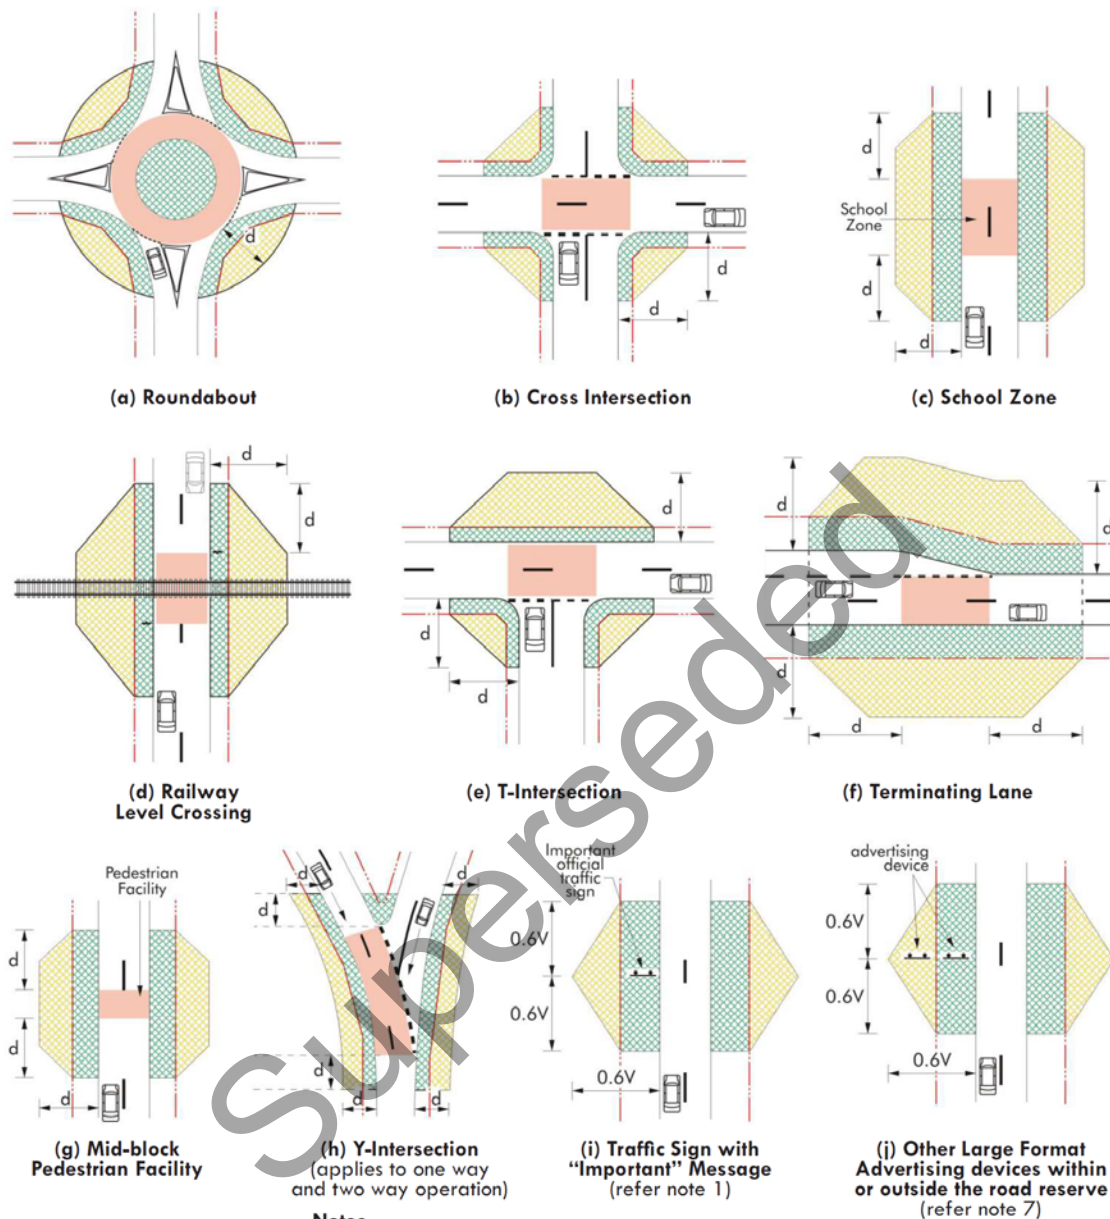 d
(a) Roundabout
d
d
(b) Cross Intersection
d
School
Zone
d
d
(c) School Zone
d
d
(d) Railway
Level Crossing
d
d
d
(e) T-Intersection
d
d
d
d
d
(f) Terminating Lane
Pedestrian
Facility
d
d
d
(g) Mid-block
Pedestrian Facility
d
d
d
d
d
d
(h) Y-Intersection
(applies to one way
and two way operation)
Important
official
traffic
sign
0.6V
0.6V
0.6V
(i) Traffic Sign with
“Important” Message
(refer note 1)
advertising
device
0.6V
0.6V
0.6V
(j) Other Large Format
Advertising devices within
or outside the road reserve
(refer note 7)
Superseded
Notes